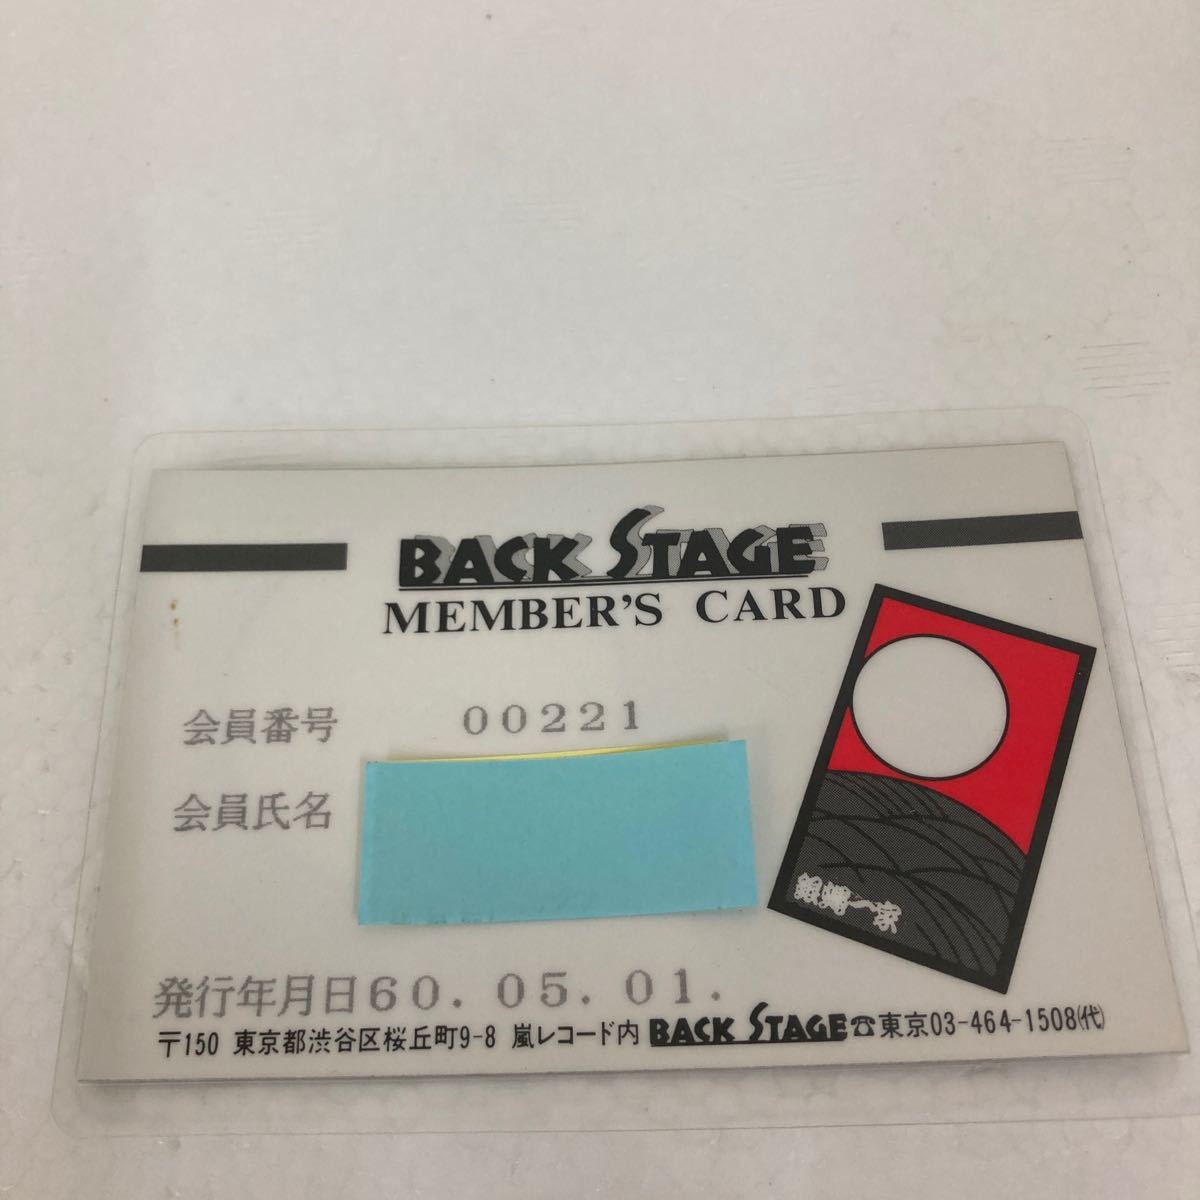 BACK STAGE
MEMBER'S CARD
会員番号 00221
会員氏名
銀蝿一家
発行年月日60.05.01.
〒150 東京都渋谷区桜丘町9-8 嵐レコード内 BACK STAGE☎東京03-464-1508(代)